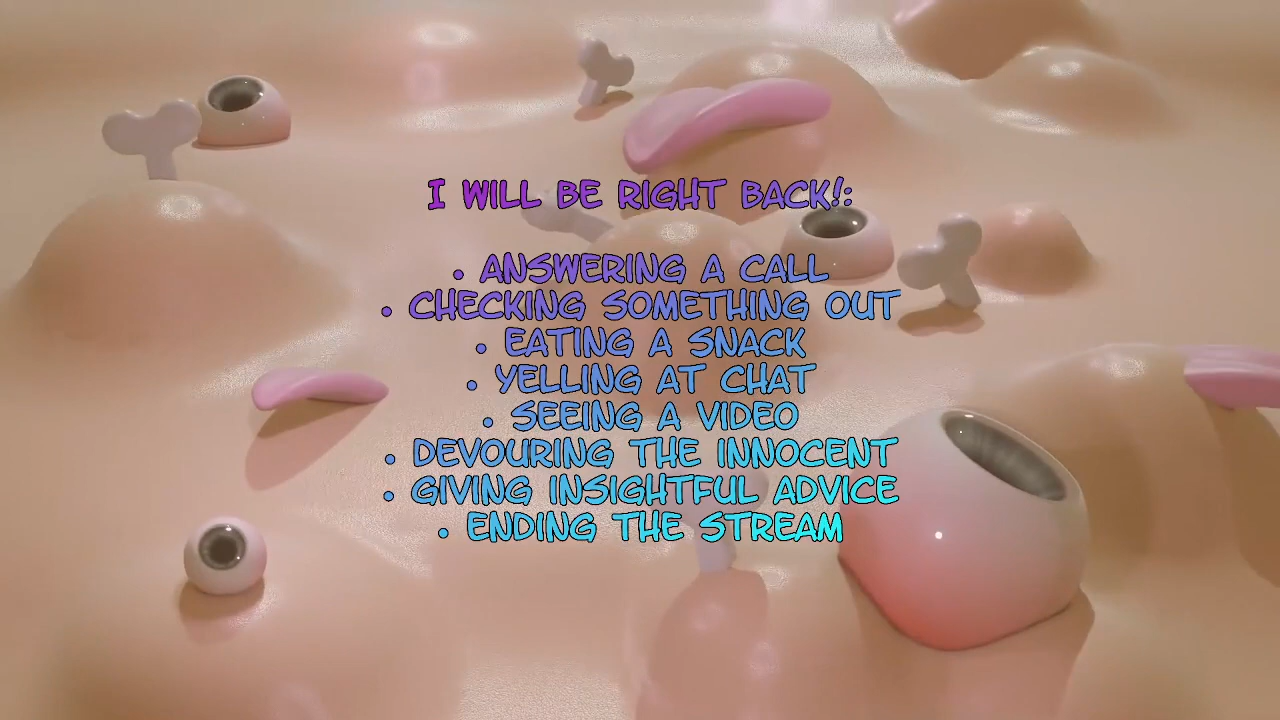 I WILL BE RIGHT BACK!:
• ANSWERING A CALL
• CHECKING SOMETHING OUT
• EATING A SNACK
• YELLING AT CHAT
• SEEING A VIDEO
• DEVOURING THE INNOCENT
• GIVING INSIGHTFUL ADVICE
• ENDING THE STREAM